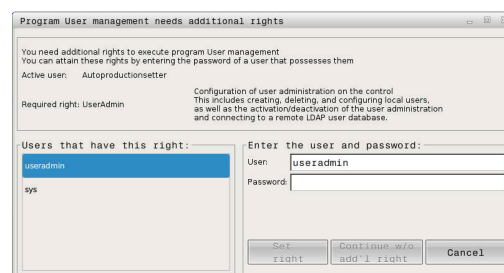 Program User management needs additional rights
You need additional rights to execute program User management
You can attain these rights by entering the password of a user that possesses them
Active user: Autoproductionsetter
Required right: UserAdmin
Configuration of user administration on the control
This includes creating, deleting, and configuring local users,
as well as the activation/deactivation of the user administration
and connecting to a remote LDAP user database.
Users that have this right:
useradmin
sys
Enter the user and password:
User: useradmin
Password:
Set right
Continue w/o add'l right
Cancel